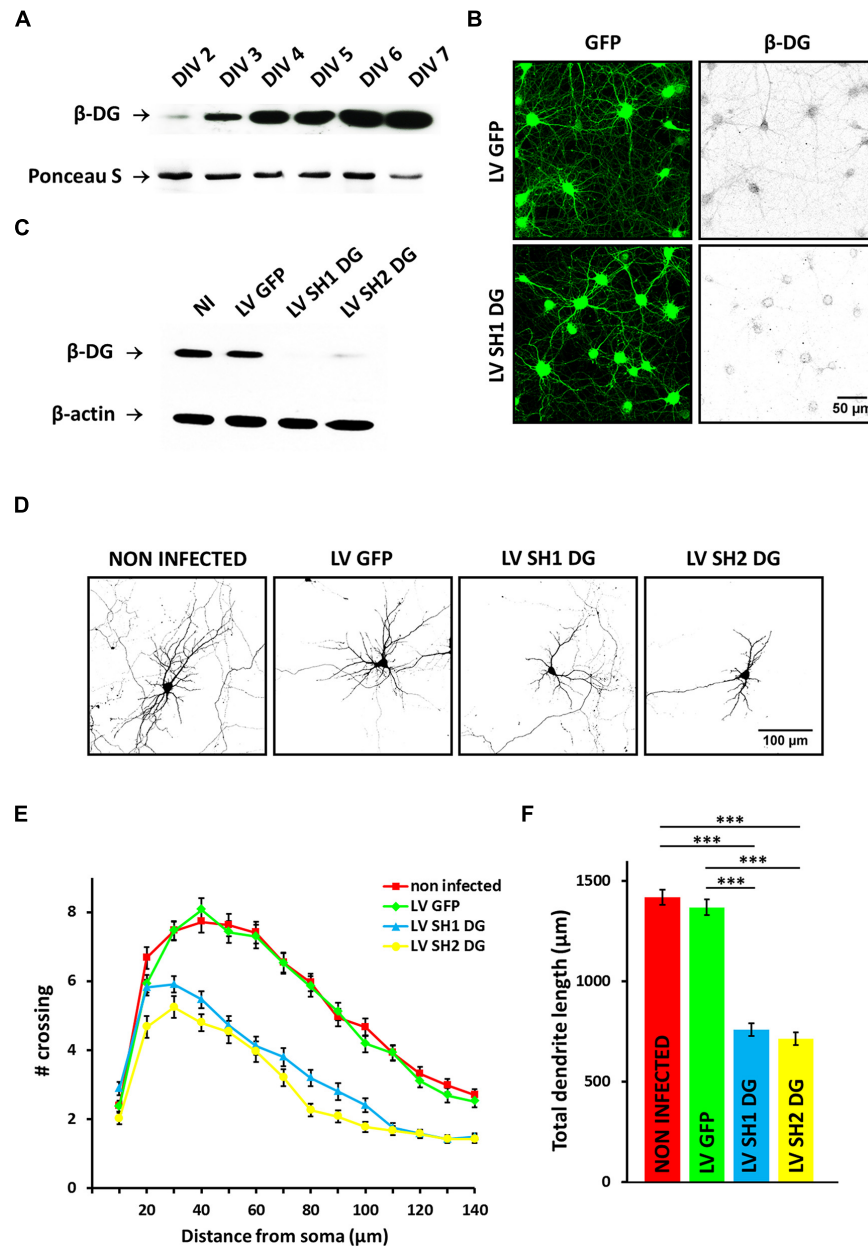 A
DIV 2 DIV 3 DIV 4 DIV 5 DIV 6 DIV 7
β-DG →
Ponceau S →
B
GFP β-DG
LV GFP
LV SH1 DG
50 µm
C
NI LV GFP LV SH1 DG LV SH2 DG
β-DG →
β-actin →
D
NON INFECTED LV GFP LV SH1 DG LV SH2 DG
100 µm
E
non infected
LV GFP
LV SH1 DG
LV SH2 DG
# crossing
8
6
4
2
0
20 40 60 80 100 120 140
Distance from soma (µm)
F
***
***
***
***
Total dendrite length (µm)
1500
1000
500
0
NON INFECTED
LV GFP
LV SH1 DG
LV SH2 DG